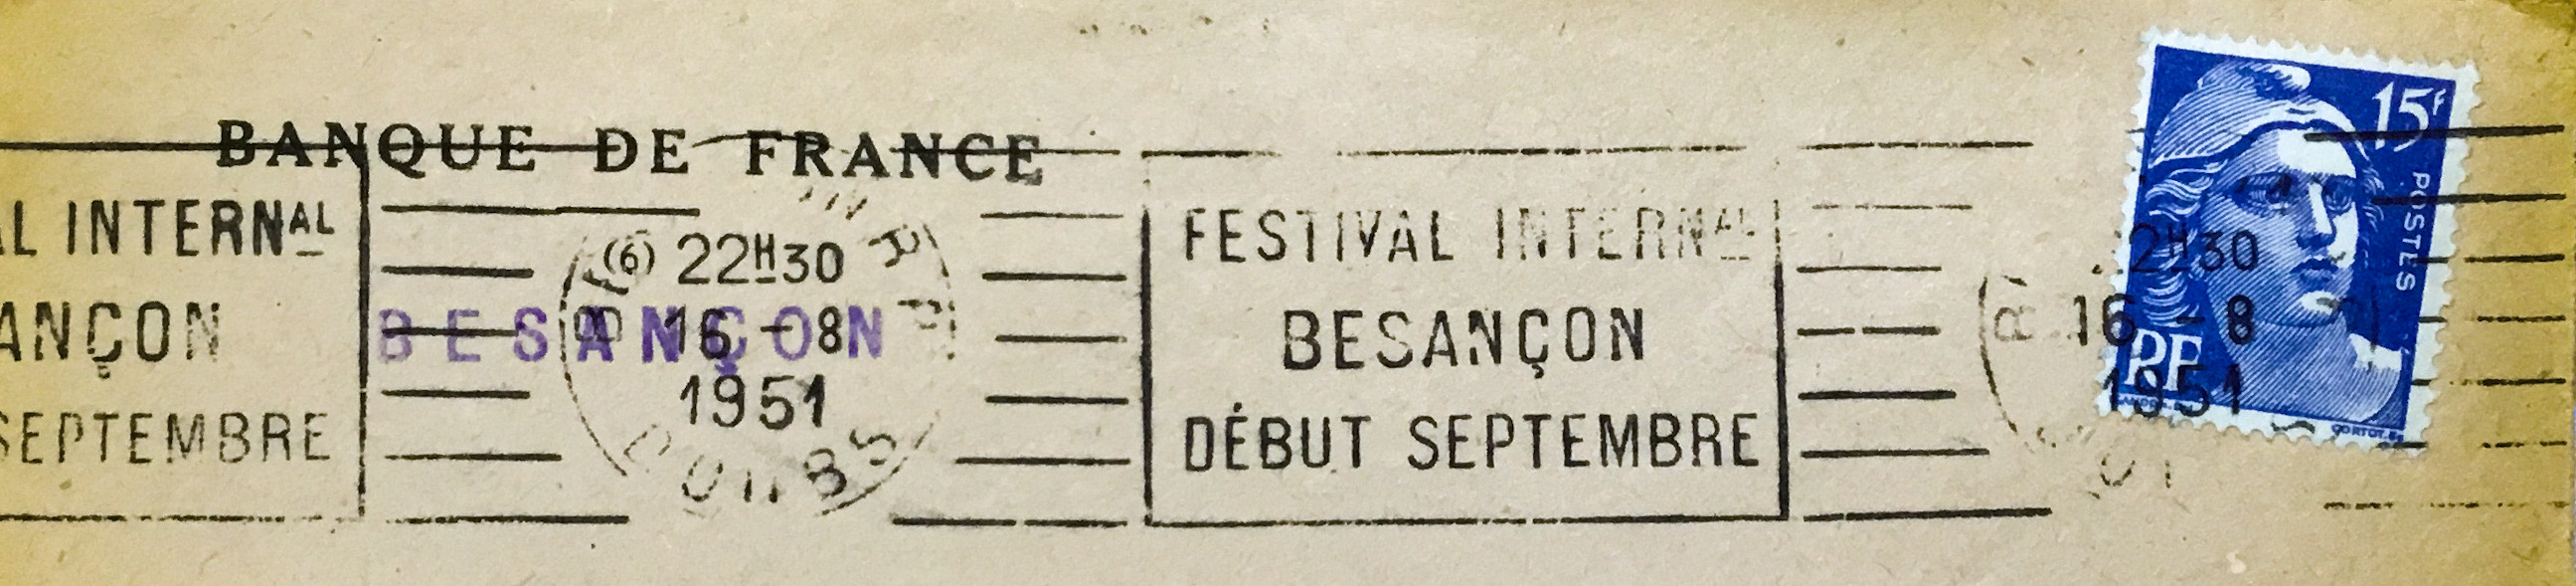 BANQUE DE FRANCE
AL INTERNAL
ANÇON
SEPTEMBRE
BESANÇON
(6) 22H30
16 - 8
1951
DOUBS
FESTIVAL INTERNAL
BESANÇON
DÉBUT SEPTEMBRE
15F
POSTES
RF
22H30
16 - 8
1951